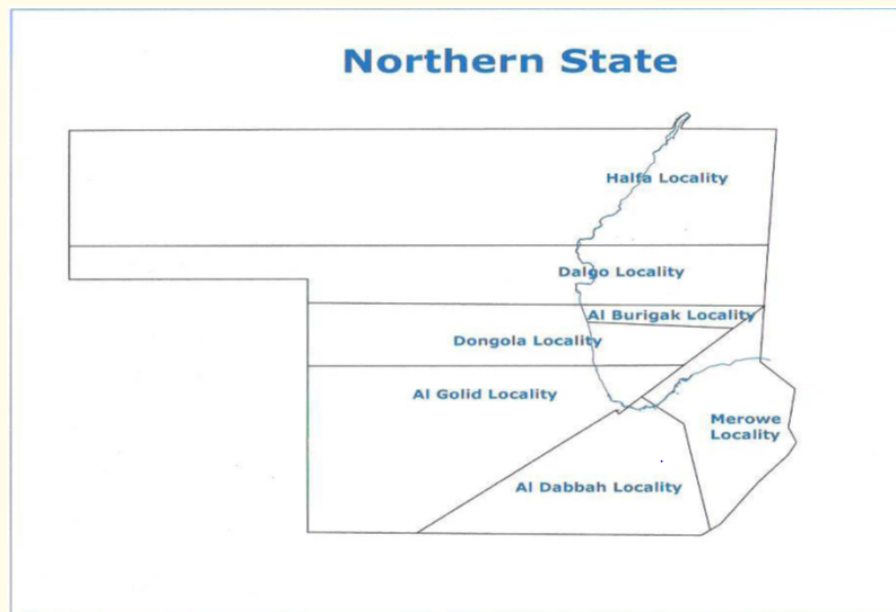 Northern State
Halfa Locality
Dalgo Locality
Al Burigak Locality
Dongola Locality
Al Golid Locality
Merowe
Locality
Al Dabbah Locality